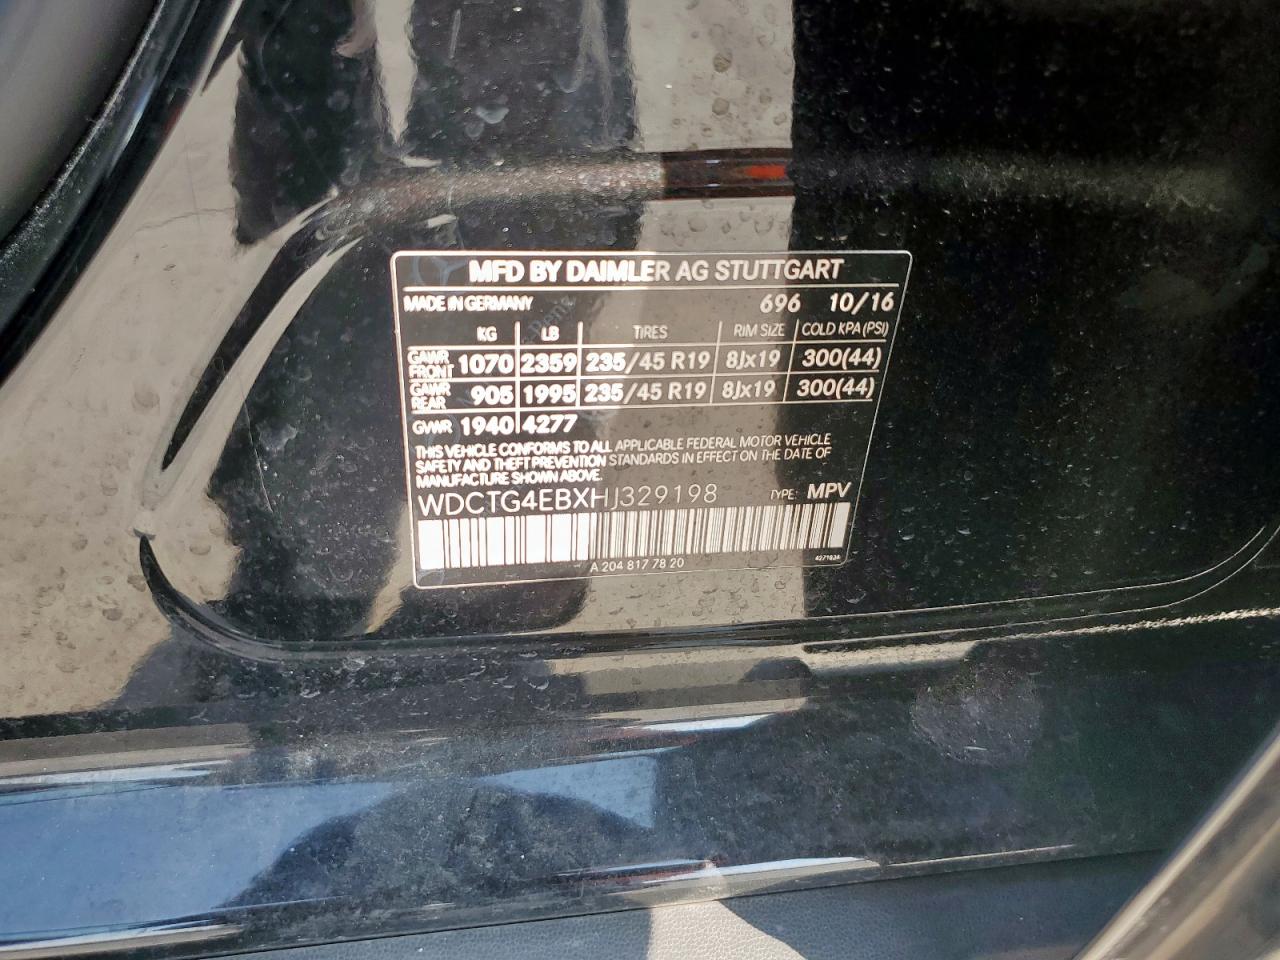 MFD BY DAIMLER AG STUTTGART
MADE IN GERMANY 696 10/16
KG LB TIRES RIM SIZE COLD KPA (PSI)
GAWR FRONT 1070 2359 235/45 R19 8Jx19 300(44)
GAWR REAR 905 1995 235/45 R19 8Jx19 300(44)
GVWR 1940 4277
THIS VEHICLE CONFORMS TO ALL APPLICABLE FEDERAL MOTOR VEHICLE
SAFETY AND THEFT PREVENTION STANDARDS IN EFFECT ON THE DATE OF
MANUFACTURE SHOWN ABOVE.
WDCTG4EBXHJ329198 TYPE: MPV
A 204 817 78 20